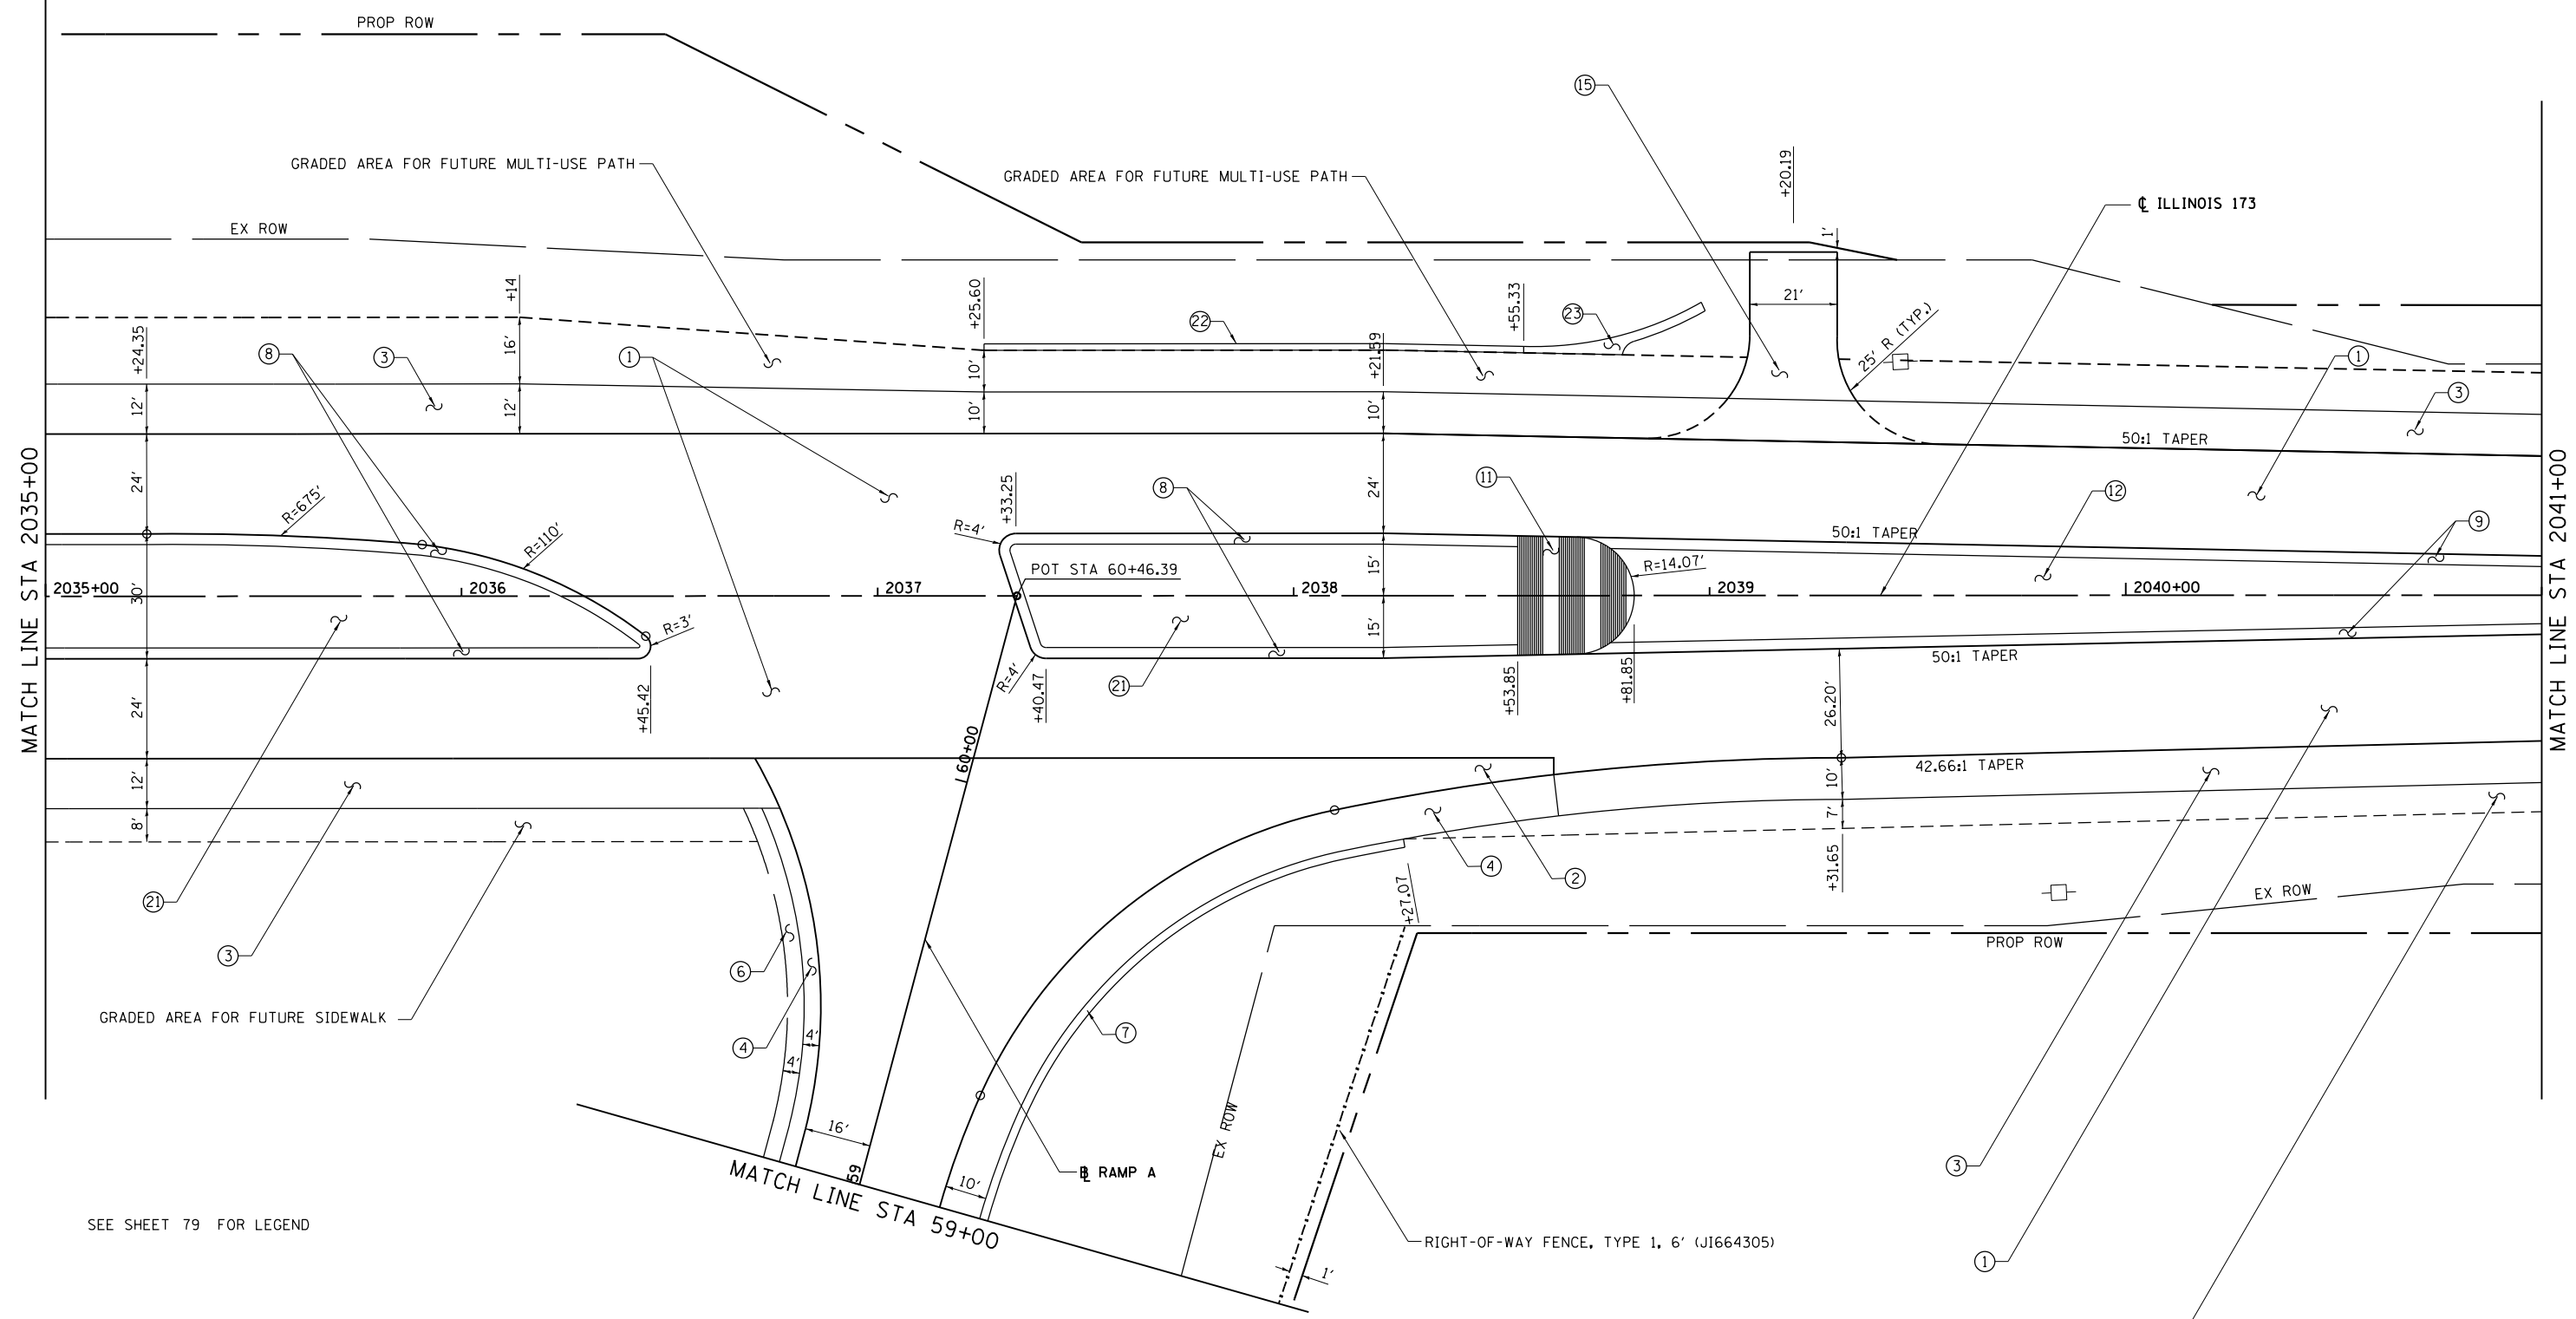 PROP ROW
15
GRADED AREA FOR FUTURE MULTI-USE PATH
GRADED AREA FOR FUTURE MULTI-USE PATH
+20.19
℄ ILLINOIS 173
EX ROW
1'
+14
+25.60
+55.33
21'
25' R (TYP.)
+24.35
8
3
16'
1
22
23
+21.59
10'
1
12'
12'
10'
10'
3
50:1 TAPER
MATCH LINE STA 2035+00
MATCH LINE STA 2041+00
24'
R=675'
R=110'
+33.25
R=4'
8
24'
11
12
9
50:1 TAPER
POT STA 60+46.39
15'
R=14.07'
2035+00
30'
2036
2037
2038
2039
2040+00
R=3'
15'
R=4'
21
50:1 TAPER
24'
+45.42
+40.47
+53.85
+81.85
26.20'
60+00
42.66:1 TAPER
12'
10'
8'
7'
4
2
+31.65
21
+27.07
EX ROW
3
6
PROP ROW
GRADED AREA FOR FUTURE SIDEWALK
4
4'
4'
7
EX ROW
16'
59
10'
℄ RAMP A
3
MATCH LINE STA 59+00
SEE SHEET 79 FOR LEGEND
RIGHT-OF-WAY FENCE, TYPE 1, 6' (JI664305)
1'
1